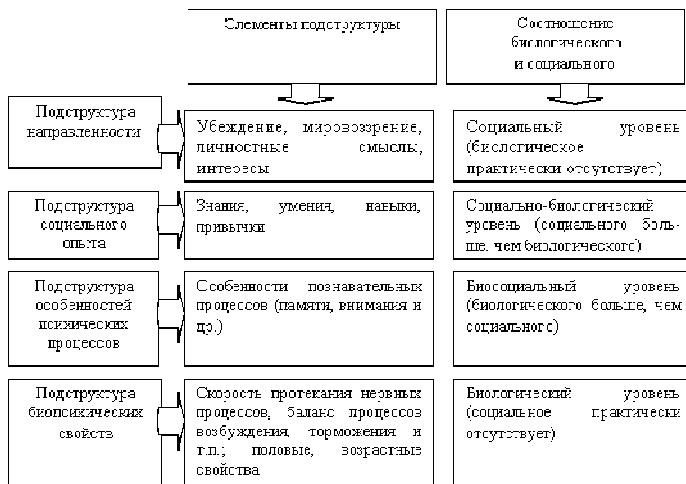 Элементы подструктуры
Соотношение
биологического
и социального
Подструктура
направленности
Убеждение, мировоззрение,
личностные смыслы,
интересы
Социальный уровень
(биологическое
практически отсутствует)
Подструктура
социального
опыта
Знания, умения, навыки,
привычки
Социально-биологический
уровень (социального боль-
ше, чем биологического)
Подструктура
особенностей
психических
процессов
Особенности познавательных
процессов (памяти, внимания и
др.)
Биосоциальный уровень
(биологического больше, чем
социального)
Подструктура
биопсихических
свойств
Скорость протекания нервных
процессов, баланс процессов
возбуждения, торможения и
т.п.; половые, возрастные
свойства
Биологический уровень
(социальное практически
отсутствует)